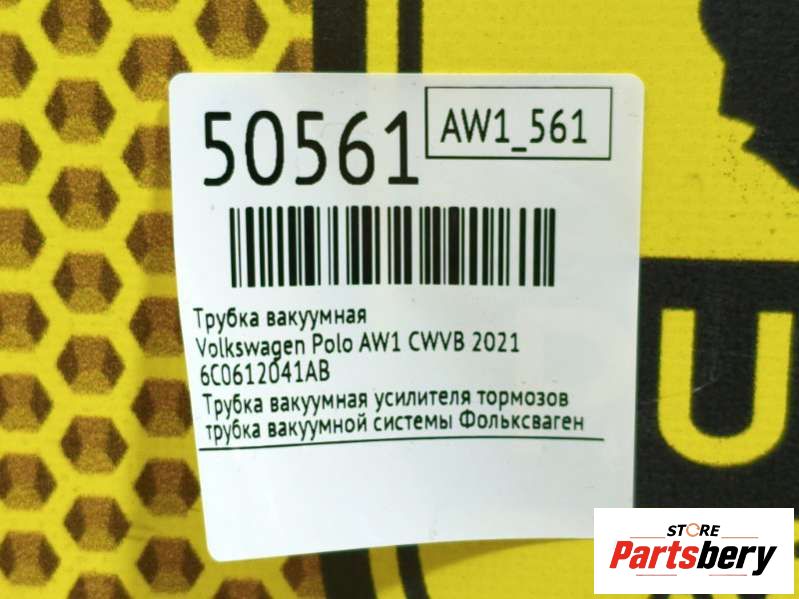 50561
AW1_561
Трубка вакуумная
Volkswagen Polo AW1 CWVB 2021
6C0612041AB
Трубка вакуумная усилителя тормозов
трубка вакуумной системы Фольксваген
U
STORE
Partsbery